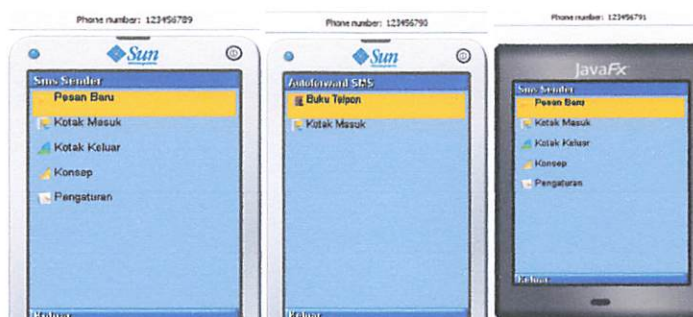 Phone number: 123456789
Sun
Sms Sender
Pesan Baru
Kotak Masuk
Kotak Keluar
Konsep
Pengaturan
Keluar
Phone number: 123456790
Sun
Autoforward SMS
Buku Telpon
Kotak Masuk
Keluar
Phone number: 123456791
JavaFx
Sms Sender
Pesan Baru
Kotak Masuk
Kotak Keluar
Konsep
Pengaturan
Keluar